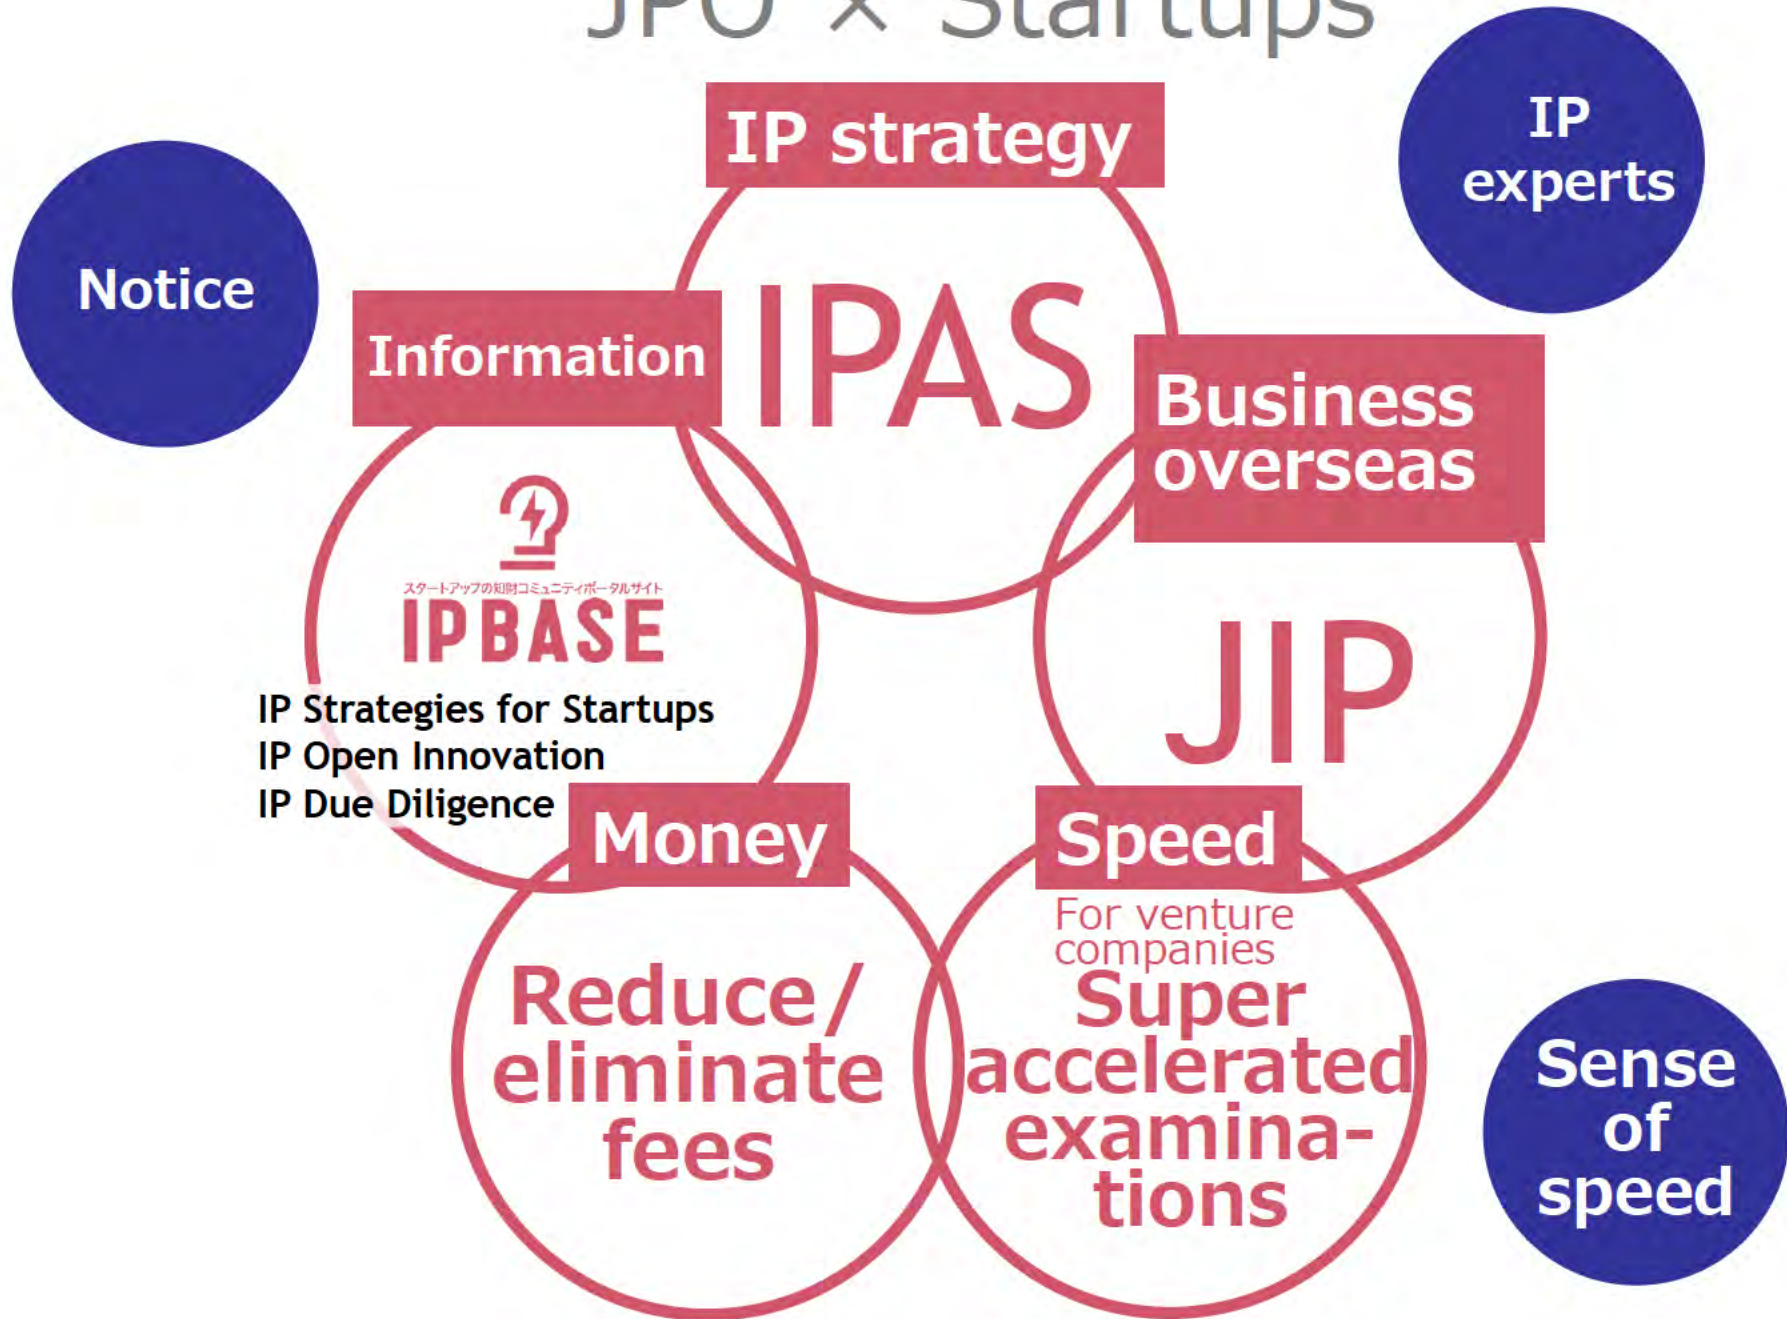 JPO × Startups
IP strategy
IP
experts
Notice
Information
IPAS
Business
overseas
スタートアップの知財コミュニティポータルサイト
IP BASE
JIP
IP Strategies for Startups
IP Open Innovation
IP Due Diligence
Money
Speed
For venture
companies
Reduce/
eliminate
fees
Super
accelerated
examina-
tions
Sense
of
speed